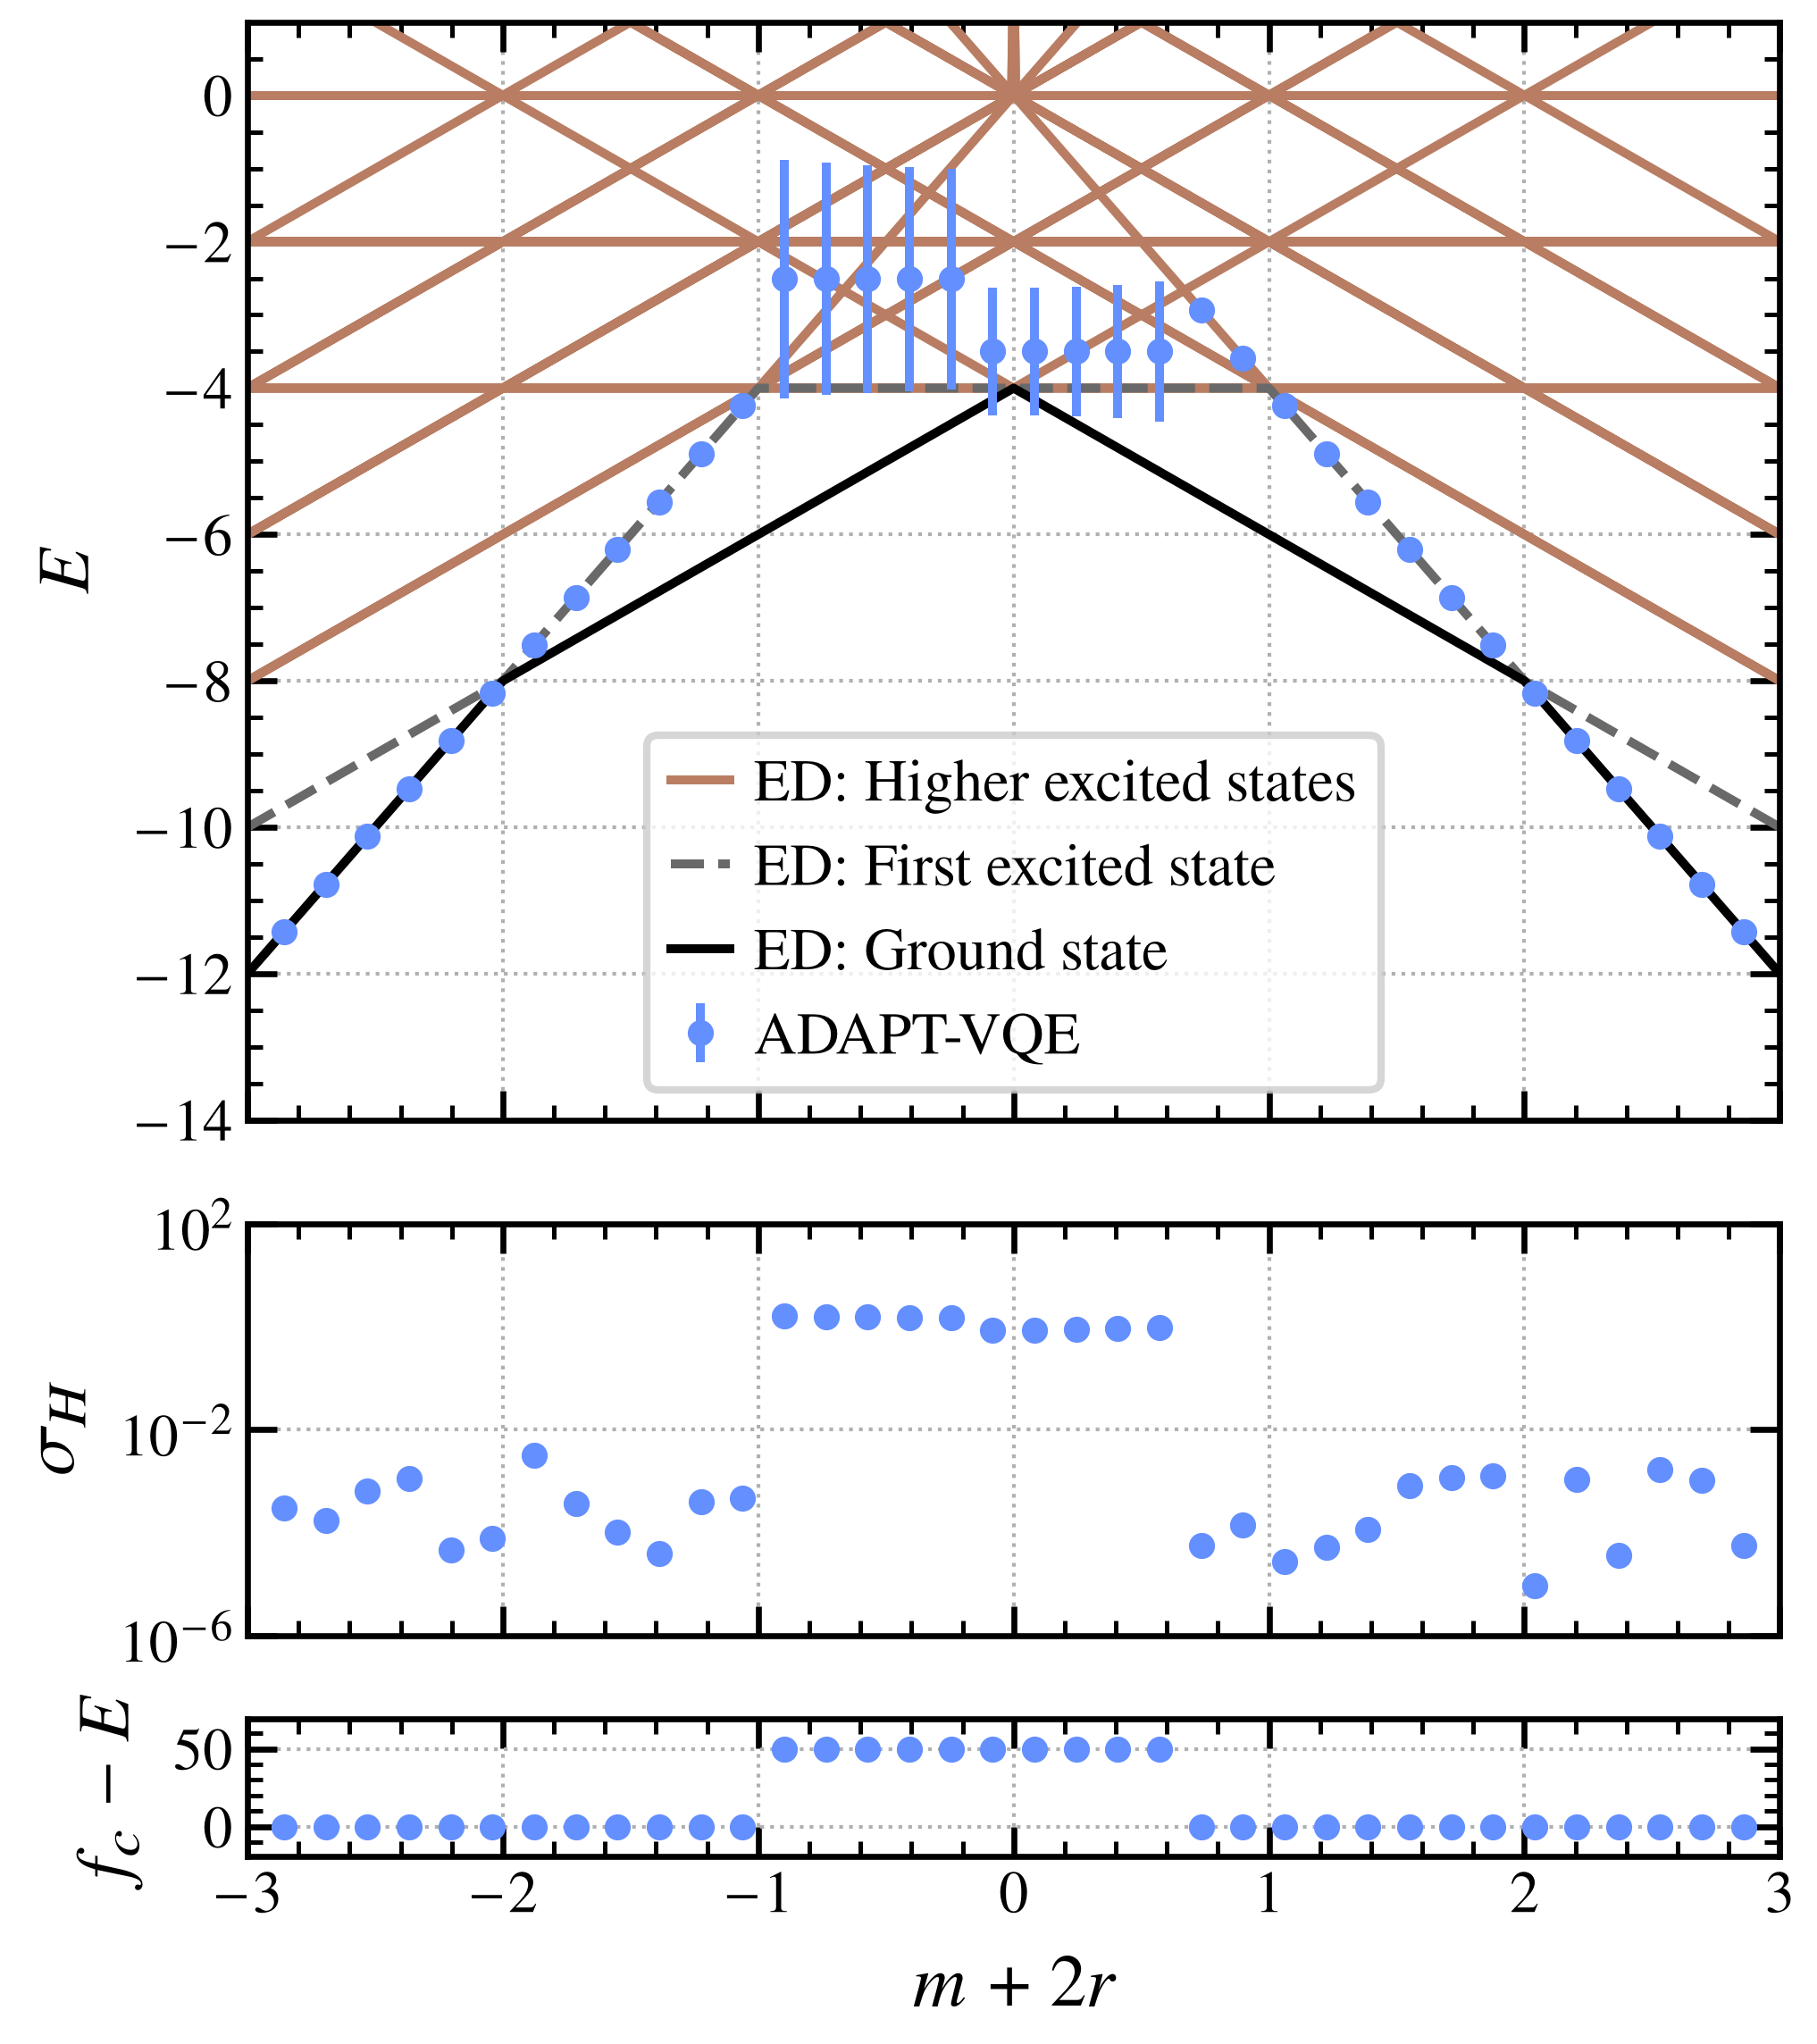 0
−2
−4
−6
−8
−10
−12
−14
E
ED: Higher excited states
ED: First excited state
ED: Ground state
ADAPT-VQE
10²
10⁻²
10⁻⁶
σ_H
50
0
f_c − E
−3 −2 −1 0 1 2 3
m + 2r